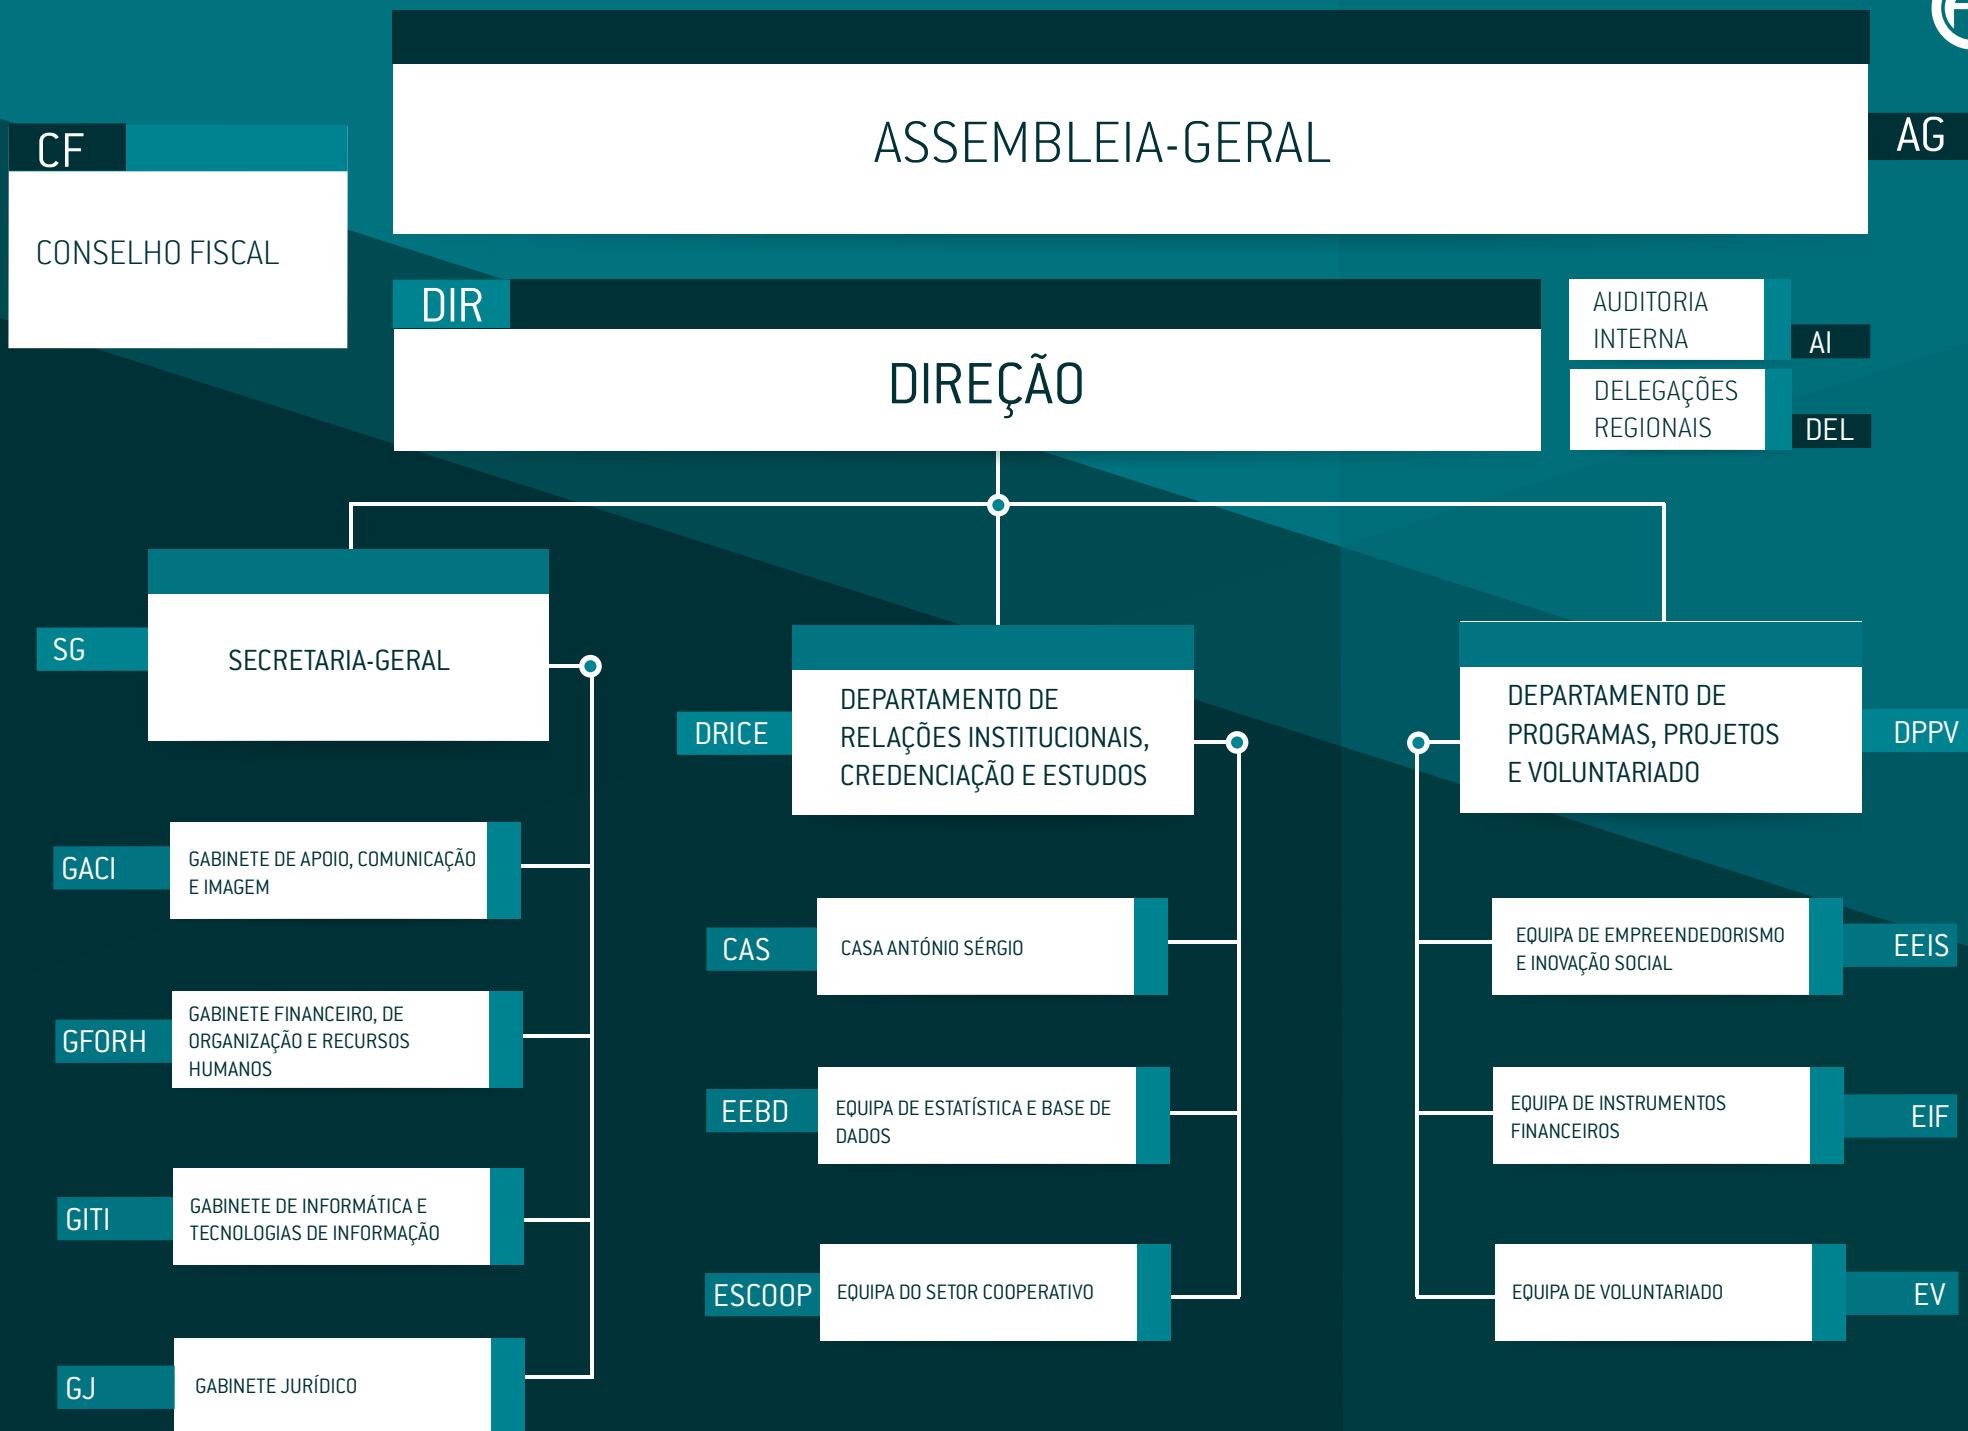 ASSEMBLEIA-GERAL
AG
CF
CONSELHO FISCAL
DIR
DIREÇÃO
AUDITORIA
INTERNA
AI
DELEGAÇÕES
REGIONAIS
DEL
SG
SECRETARIA-GERAL
GACI
GABINETE DE APOIO, COMUNICAÇÃO
E IMAGEM
GFORH
GABINETE FINANCEIRO, DE
ORGANIZAÇÃO E RECURSOS
HUMANOS
GITI
GABINETE DE INFORMÁTICA E
TECNOLOGIAS DE INFORMAÇÃO
GJ
GABINETE JURÍDICO
DRICE
DEPARTAMENTO DE
RELAÇÕES INSTITUCIONAIS,
CREDENCIAÇÃO E ESTUDOS
CAS
CASA ANTÓNIO SÉRGIO
EEBD
EQUIPA DE ESTATÍSTICA E BASE DE
DADOS
ESCOOP
EQUIPA DO SETOR COOPERATIVO
DEPARTAMENTO DE
PROGRAMAS, PROJETOS
E VOLUNTARIADO
DPPV
EQUIPA DE EMPREENDEDORISMO
E INOVAÇÃO SOCIAL
EEIS
EQUIPA DE INSTRUMENTOS
FINANCEIROS
EIF
EQUIPA DE VOLUNTARIADO
EV